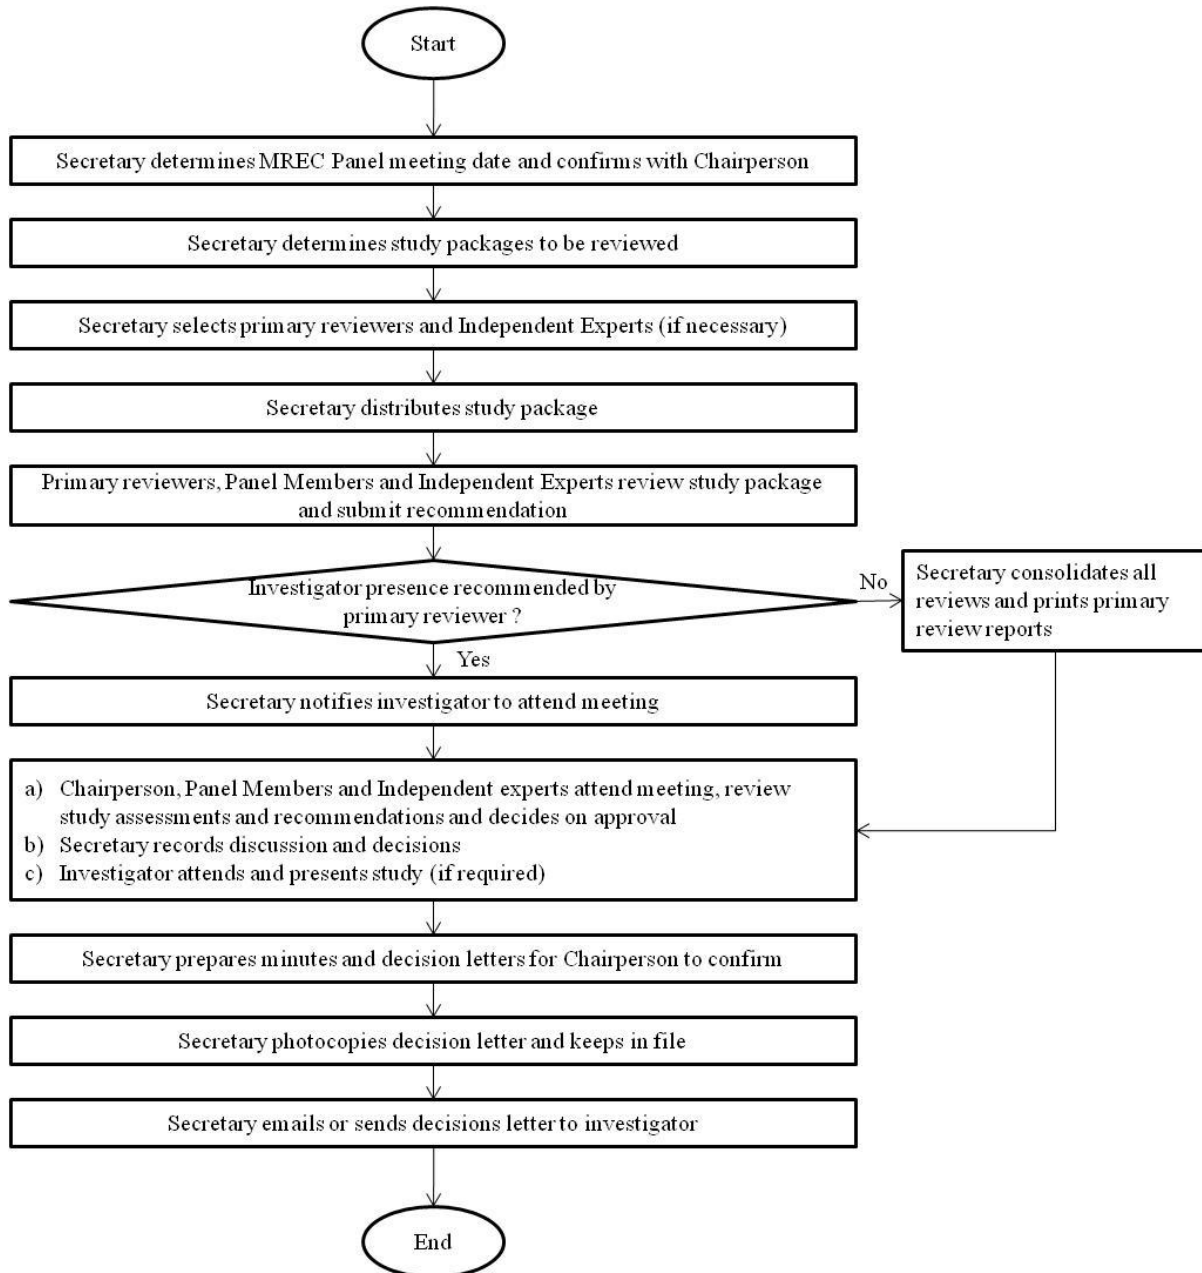 Start
Secretary determines MREC Panel meeting date and confirms with Chairperson
Secretary determines study packages to be reviewed
Secretary selects primary reviewers and Independent Experts (if necessary)
Secretary distributes study package
Primary reviewers, Panel Members and Independent Experts review study package
and submit recommendation
Investigator presence recommended by
primary reviewer ?
No
Secretary consolidates all
reviews and prints primary
review reports
Yes
Secretary notifies investigator to attend meeting
a) Chairperson, Panel Members and Independent experts attend meeting, review
study assessments and recommendations and decides on approval
b) Secretary records discussion and decisions
c) Investigator attends and presents study (if required)
Secretary prepares minutes and decision letters for Chairperson to confirm
Secretary photocopies decision letter and keeps in file
Secretary emails or sends decisions letter to investigator
End